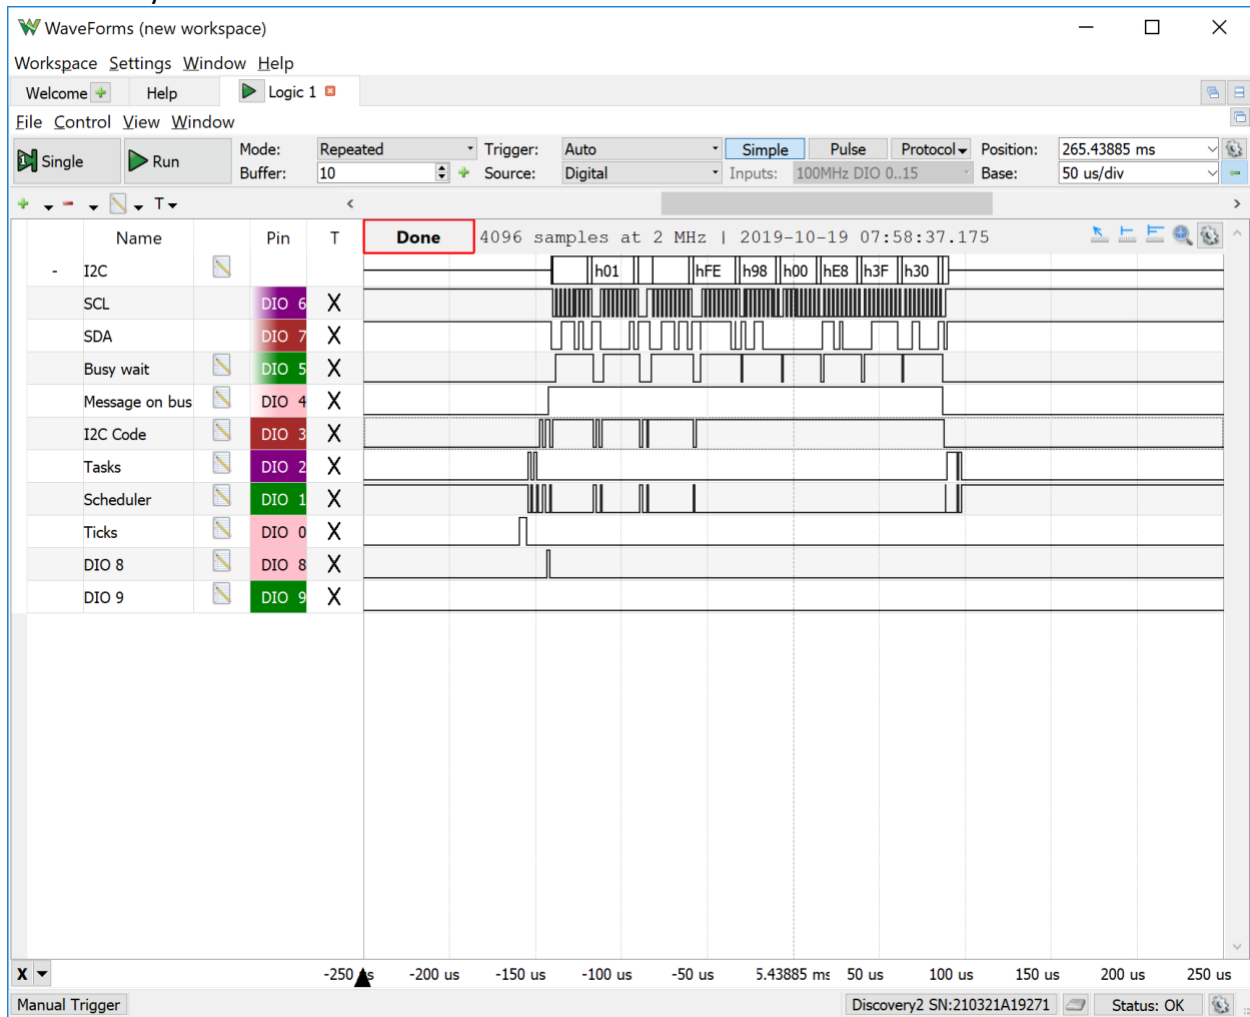 WaveForms (new workspace)
Workspace Settings Window Help
Welcome Help Logic 1
File Control View Window
Single Run Mode: Repeated Trigger: Auto Simple Pulse Protocol Position: 265.43885 ms
Buffer: 10 Source: Digital Inputs: 100MHz DIO 0..15 Base: 50 us/div
T
Name Pin T Done 4096 samples at 2 MHz | 2019-10-19 07:58:37.175
- I2C h01 hFE h98 h00 hE8 h3F h30
SCL DIO 6 X
SDA DIO 7 X
Busy wait DIO 5 X
Message on bus DIO 4 X
I2C Code DIO 3 X
Tasks DIO 2 X
Scheduler DIO 1 X
Ticks DIO 0 X
DIO 8 DIO 8 X
DIO 9 DIO 9 X
X -250 -200 us -150 us -100 us -50 us 5.43885 ms 50 us 100 us 150 us 200 us 250 us
Manual Trigger Discovery2 SN:210321A19271 Status: OK